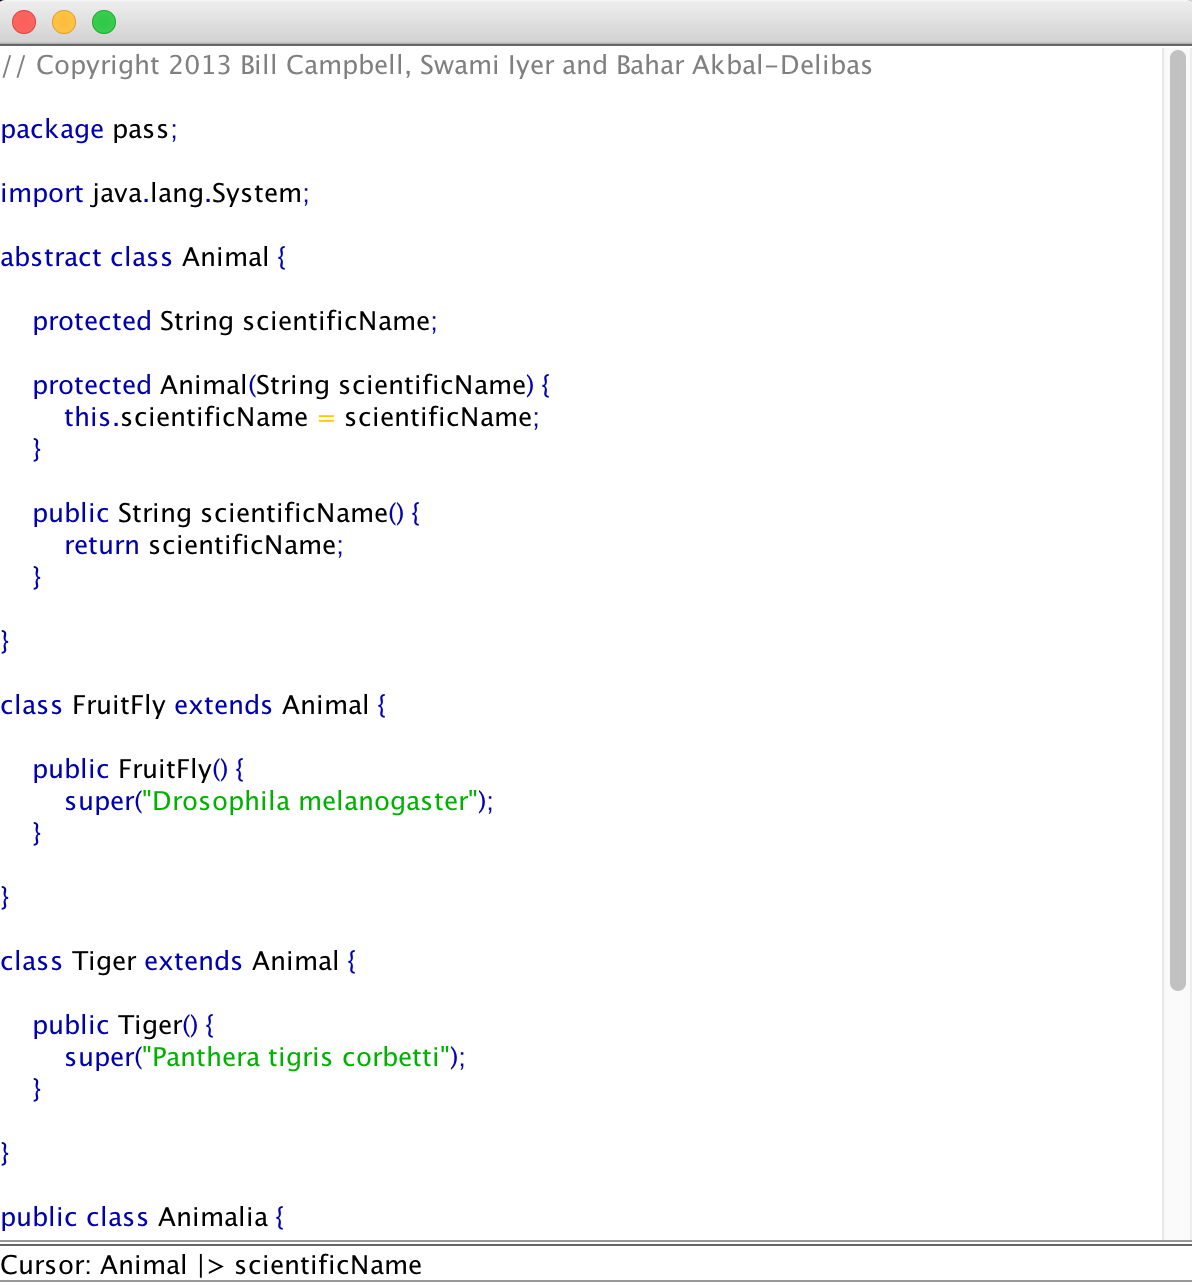 // Copyright 2013 Bill Campbell, Swami Iyer and Bahar Akbal-Delibas
package pass;
import java.lang.System;
abstract class Animal {
protected String scientificName;
protected Animal(String scientificName) {
this.scientificName = scientificName;
}
public String scientificName() {
return scientificName;
}
}
class FruitFly extends Animal {
public FruitFly() {
super("Drosophila melanogaster");
}
}
class Tiger extends Animal {
public Tiger() {
super("Panthera tigris corbetti");
}
}
public class Animalia {
Cursor: Animal |> scientificName